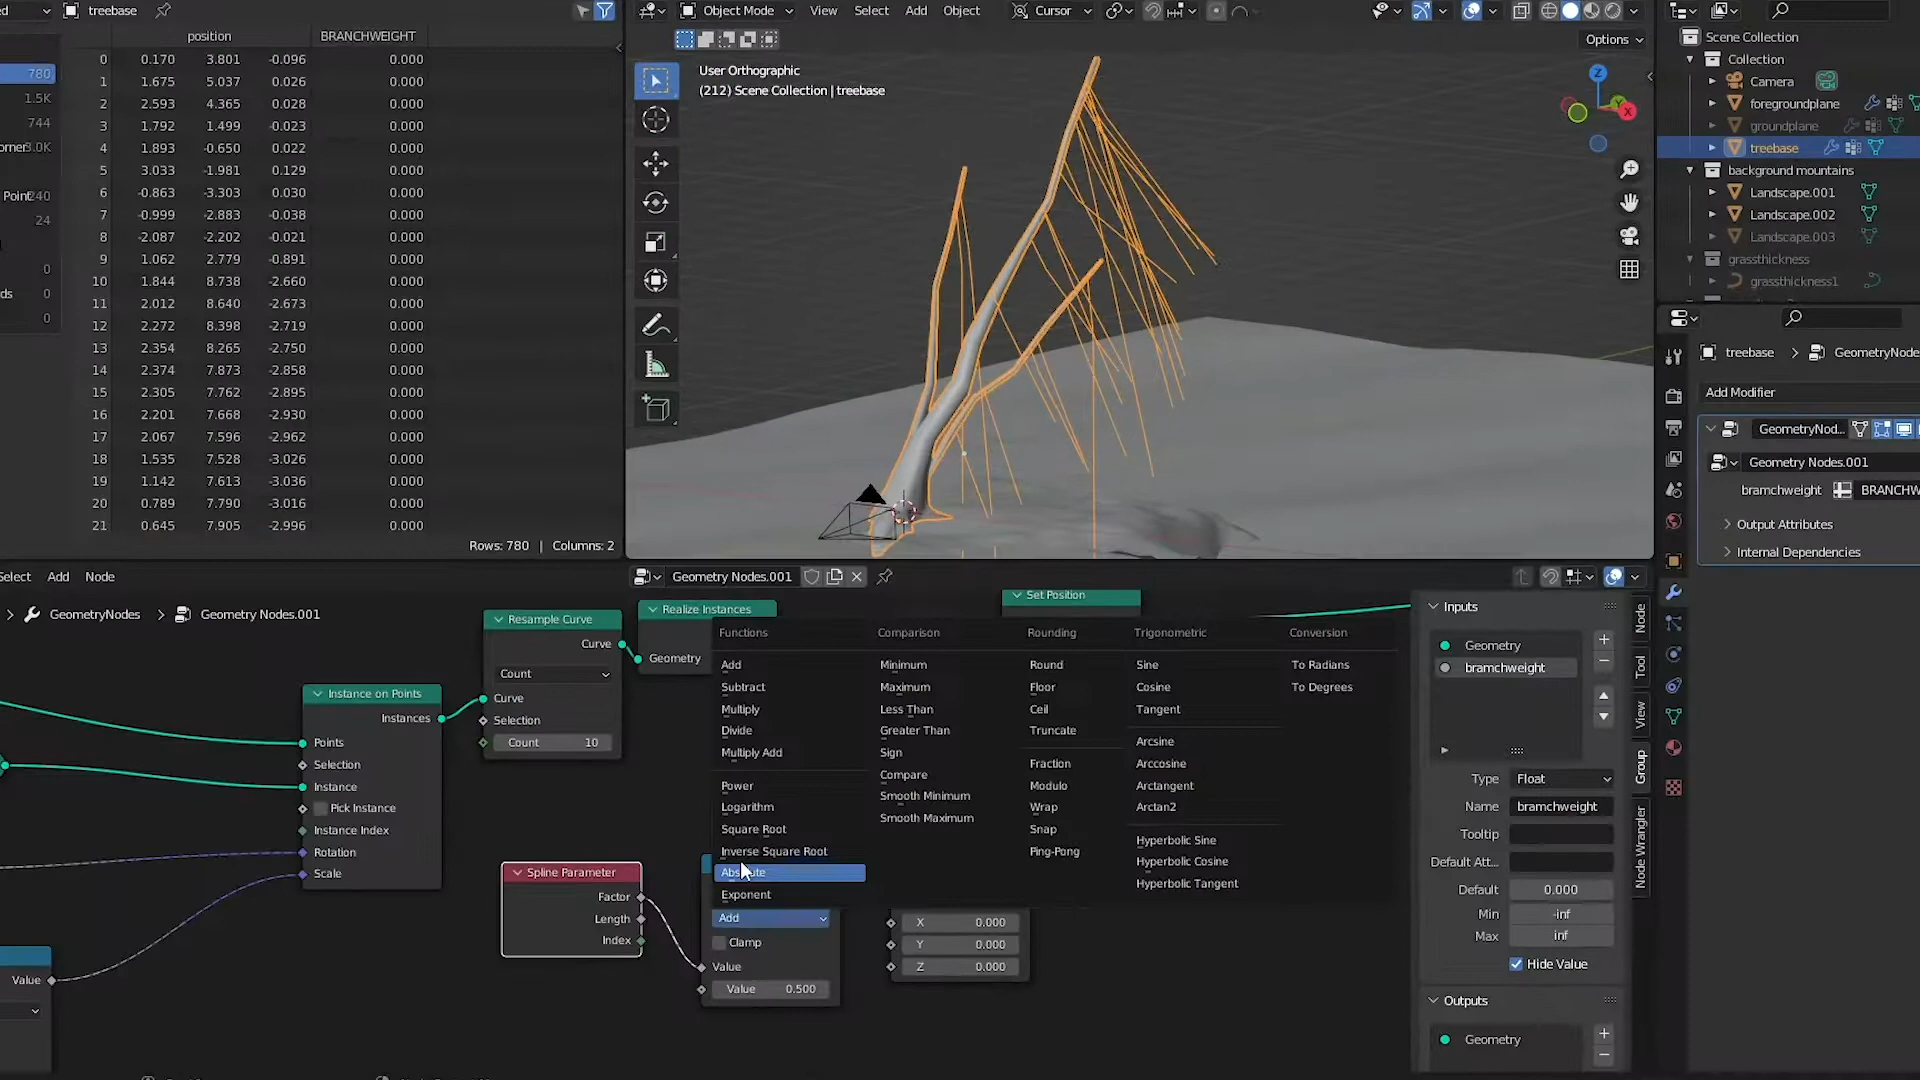 treebase
position BRANCHWEIGHT
0 0.170 3.801 -0.096 0.000
1 1.675 5.037 0.026 0.000
2 2.593 4.365 0.028 0.000
3 1.792 1.499 -0.023 0.000
4 1.893 -0.650 0.022 0.000
5 3.033 -1.981 0.129 0.000
6 -0.863 -3.303 0.030 0.000
7 -0.999 -2.883 -0.038 0.000
8 -2.087 -2.202 -0.021 0.000
9 1.062 2.779 -0.891 0.000
10 1.844 8.738 -2.660 0.000
11 2.012 8.640 -2.673 0.000
12 2.272 8.398 -2.719 0.000
13 2.354 8.265 -2.750 0.000
14 2.374 7.873 -2.858 0.000
15 2.305 7.762 -2.895 0.000
16 2.201 7.668 -2.930 0.000
17 2.067 7.596 -2.962 0.000
18 1.535 7.528 -3.026 0.000
19 1.142 7.613 -3.036 0.000
20 0.789 7.790 -3.016 0.000
21 0.645 7.905 -2.996 0.000
Rows: 780 | Columns: 2
780
1.5K
744
orner3.0K
Point240
24
0
ds 0
0
Object Mode View Select Add Object Cursor
Options
User Orthographic
(212) Scene Collection | treebase
Z
X
Scene Collection
Collection
Camera
foregroundplane
groundplane
treebase
background mountains
Landscape.001
Landscape.002
Landscape.003
grassthickness
grassthickness1
treebase GeometryNode
Add Modifier
GeometryNod...
Geometry Nodes.001
bramchweight BRANCHW
Output Attributes
Internal Dependencies
elect Add Node
Geometry Nodes.001
GeometryNodes Geometry Nodes.001
Instance on Points
Instances
Points
Selection
Instance
Pick Instance
Instance Index
Rotation
Scale
Value
Resample Curve
Curve
Count
Curve
Selection
Count 10
Realize Instances
Geometry
Set Position
Spline Parameter
Factor
Length
Index
Functions
Add
Subtract
Multiply
Divide
Multiply Add
Power
Logarithm
Square Root
Inverse Square Root
Exponent
Comparison
Minimum
Maximum
Less Than
Greater Than
Sign
Compare
Smooth Minimum
Smooth Maximum
Rounding
Round
Floor
Ceil
Truncate
Fraction
Modulo
Wrap
Snap
Ping-Pong
Trigonometric
Sine
Cosine
Tangent
Arcsine
Arccosine
Arctangent
Arctan2
Hyperbolic Sine
Hyperbolic Cosine
Hyperbolic Tangent
Conversion
To Radians
To Degrees
Add
Clamp
Value
Value 0.500
X 0.000
Y 0.000
Z 0.000
Inputs
Geometry
bramchweight
Type Float
Name bramchweight
Tooltip
Default Att...
Default 0.000
Min -inf
Max inf
Hide Value
Outputs
Geometry
Node
Tool
View
Group
Node Wrangler